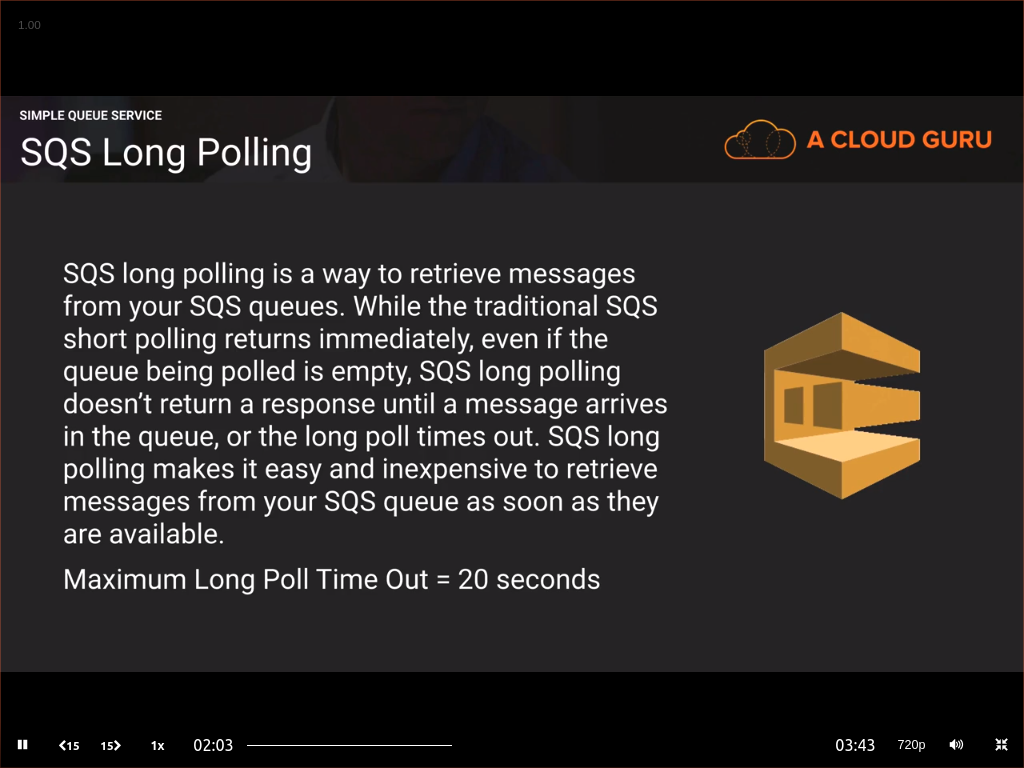 1.00
SIMPLE QUEUE SERVICE
SQS Long Polling
A CLOUD GURU
SQS long polling is a way to retrieve messages
from your SQS queues. While the traditional SQS
short polling returns immediately, even if the
queue being polled is empty, SQS long polling
doesn’t return a response until a message arrives
in the queue, or the long poll times out. SQS long
polling makes it easy and inexpensive to retrieve
messages from your SQS queue as soon as they
are available.
Maximum Long Poll Time Out = 20 seconds
15 15 1x 02:03 03:43 720p